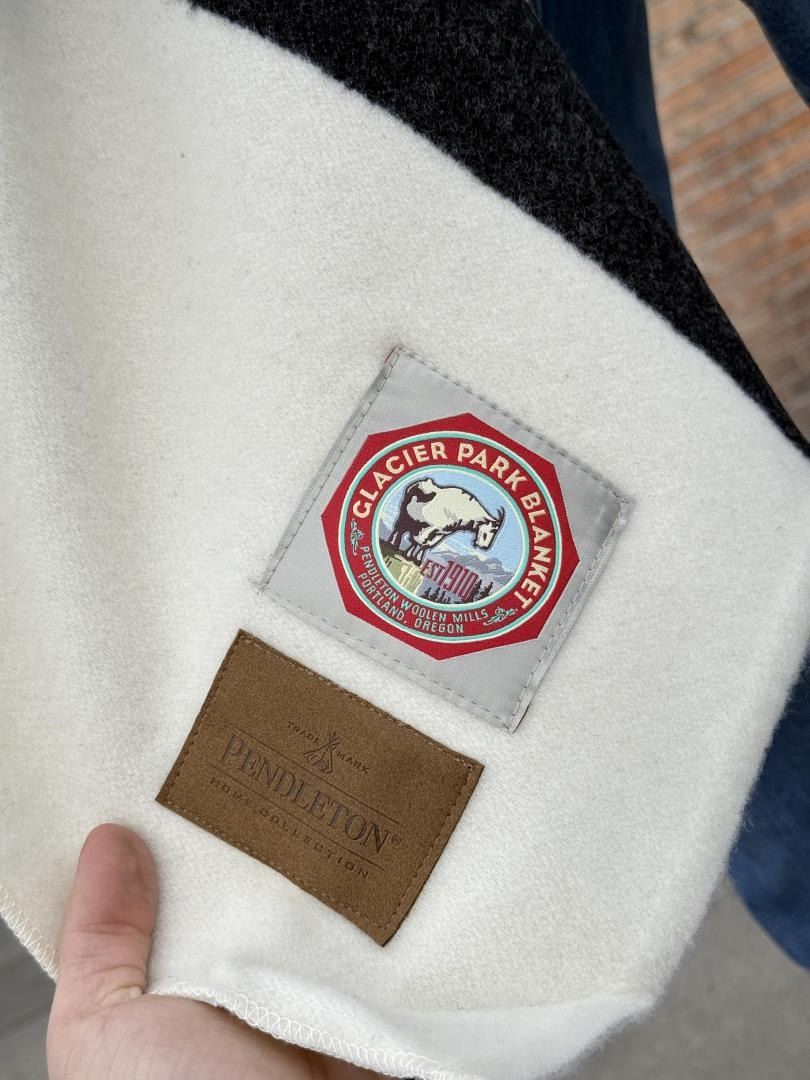 GLACIER PARK BLANKET
EST 1910
PENDLETON WOOLEN MILLS
PORTLAND, OREGON
TRADE MARK
PENDLETON®
HOME COLLECTION